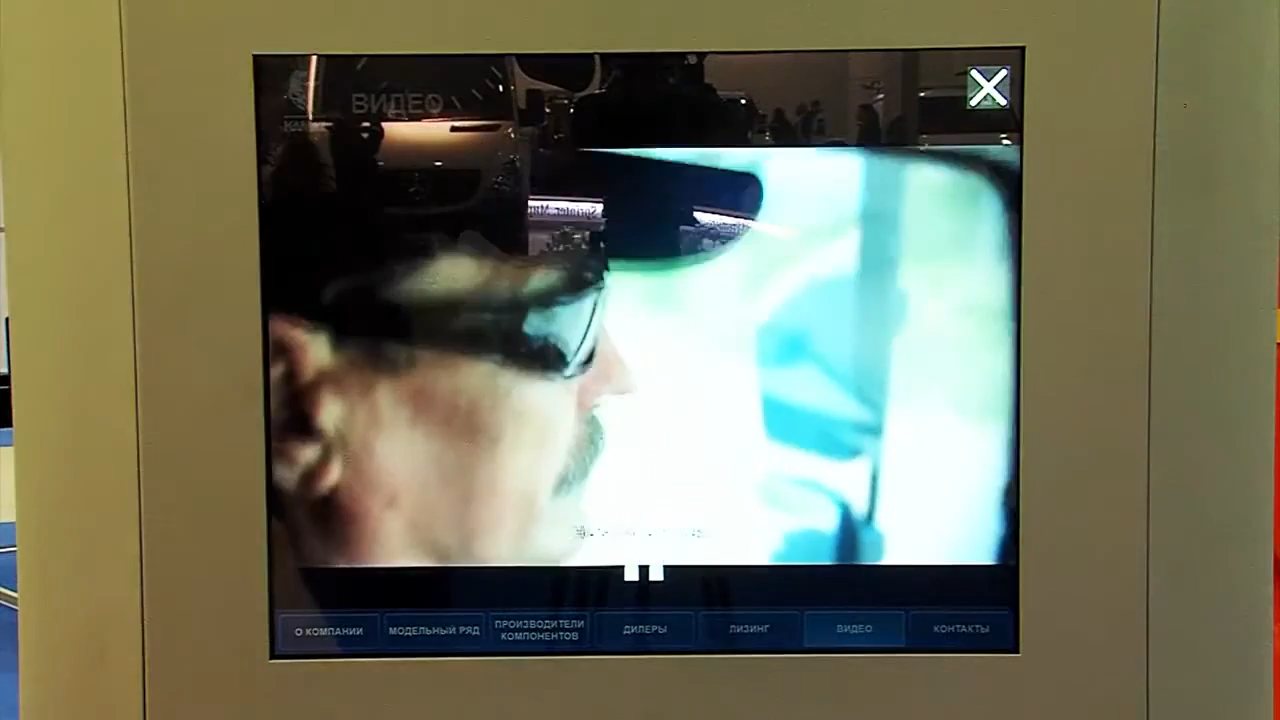 ВИДЕО
О КОМПАНИИ
МОДЕЛЬНЫЙ РЯД
ПРОИЗВОДИТЕЛИ
КОМПОНЕНТОВ
ДИЛЕРЫ
ЛИЗИНГ
ВИДЕО
КОНТАКТЫ